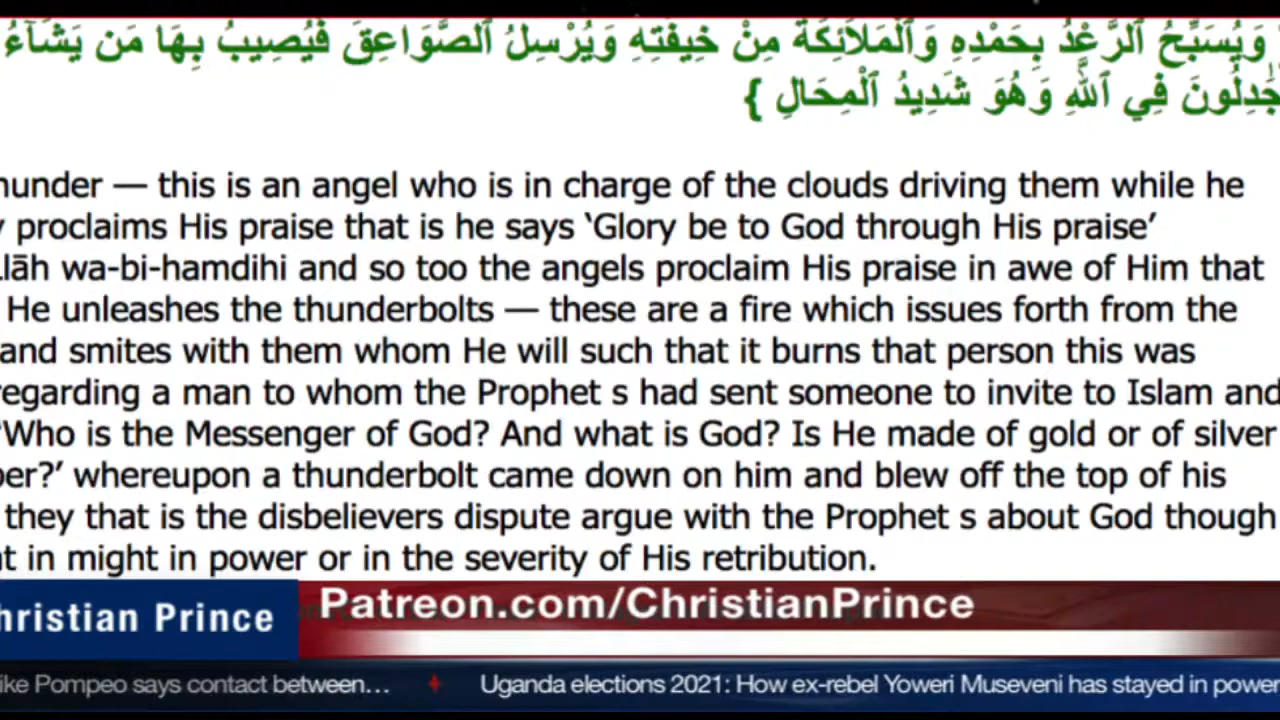 وَيُسَبِّحُ ٱلرَّعْدُ بِحَمْدِهِ وَٱلْمَلاَئِكَةُ مِنْ خِيفَتِهِ وَيُرْسِلُ ٱلصَّوَاعِقَ فَيُصِيبُ بِهَا مَن يَشَآءُ
جَٰدِلُونَ فِي ٱللَّهِ وَهُوَ شَدِيدُ ٱلْمِحَالِ }
hunder — this is an angel who is in charge of the clouds driving them while he
y proclaims His praise that is he says ‘Glory be to God through His praise’
Llāh wa-bi-hamdihi and so too the angels proclaim His praise in awe of Him that
He unleashes the thunderbolts — these are a fire which issues forth from the
and smites with them whom He will such that it burns that person this was
regarding a man to whom the Prophet s had sent someone to invite to Islam and
‘Who is the Messenger of God? And what is God? Is He made of gold or of silver
per?’ whereupon a thunderbolt came down on him and blew off the top of his
they that is the disbelievers dispute argue with the Prophet s about God though
at in might in power or in the severity of His retribution.
hristian Prince
Patreon.com/ChristianPrince
ike Pompeo says contact between... Uganda elections 2021: How ex-rebel Yoweri Museveni has stayed in power